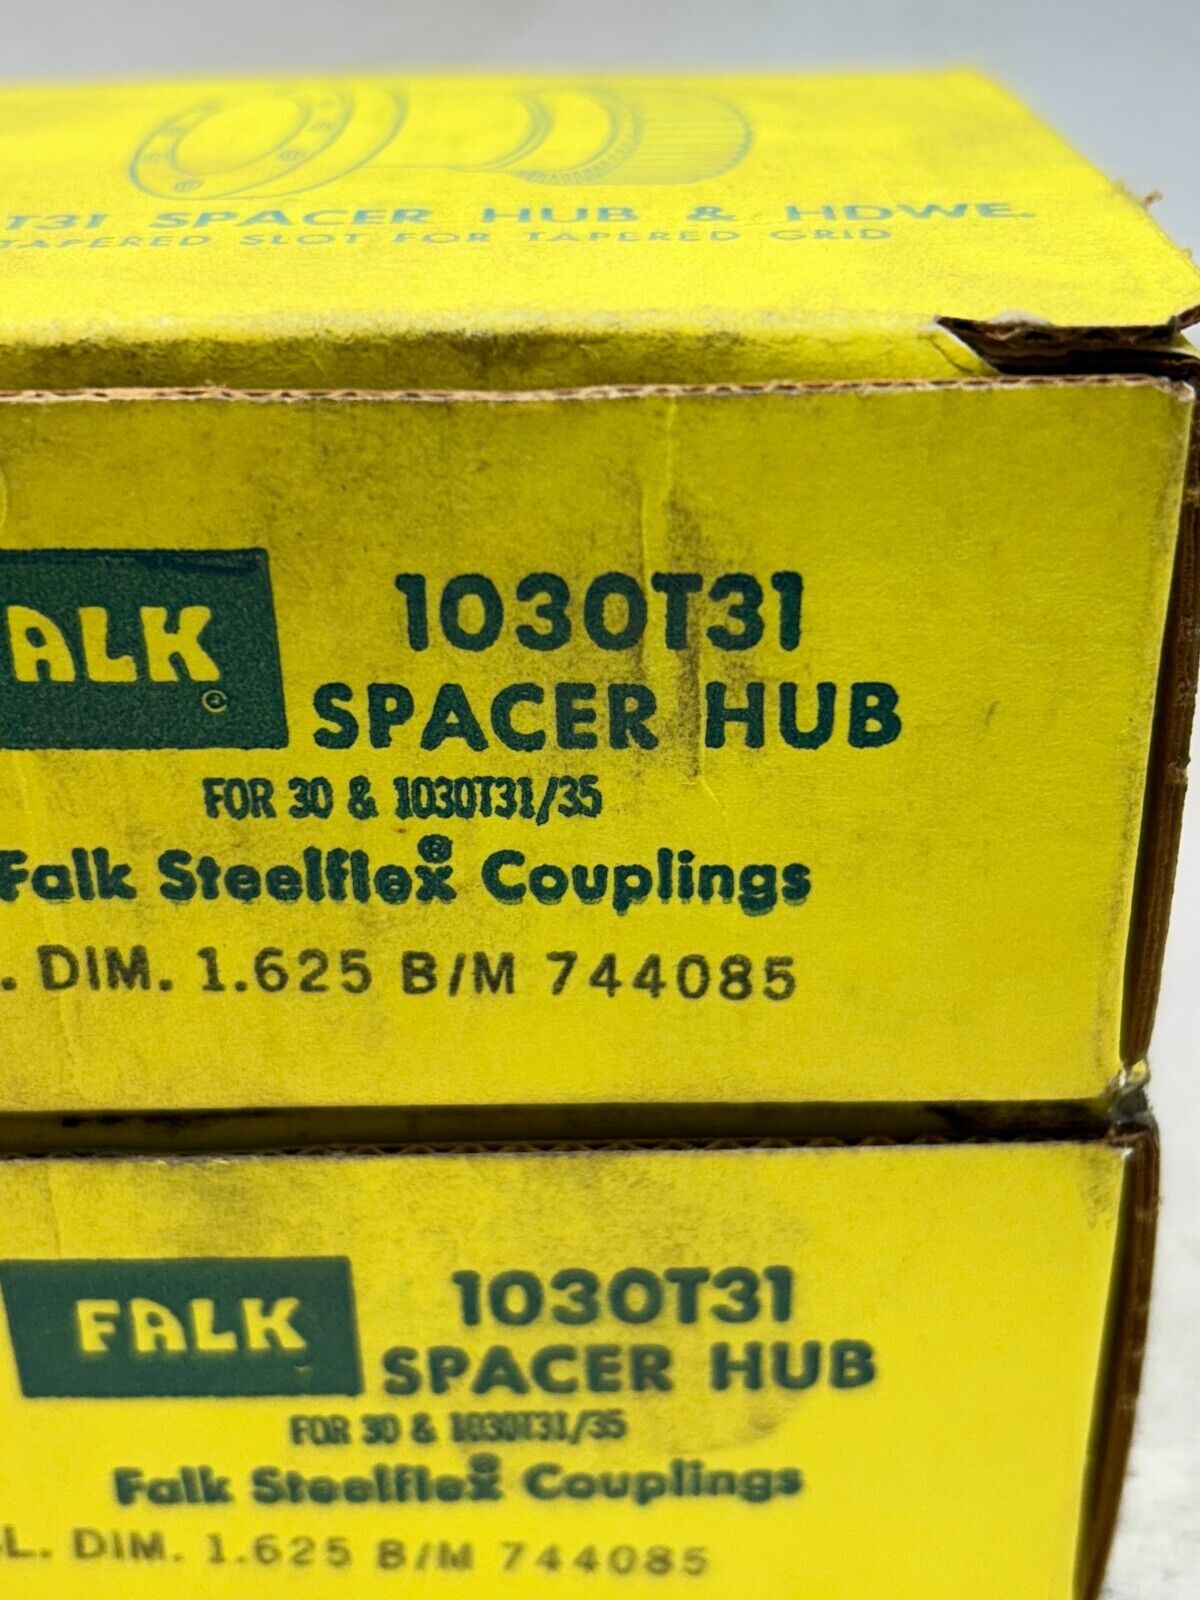 T31 SPACER HUB & HDWE.
TAPERED SLOT FOR TAPERED GRID
ALK
1030T31
SPACER HUB
FOR 30 & 1030T31/35
Falk Steelflex® Couplings
. DIM. 1.625 B/M 744085
FALK
1030T31
SPACER HUB
FOR 30 & 1030T31/35
Falk Steelflex® Couplings
L. DIM. 1.625 B/M 744085